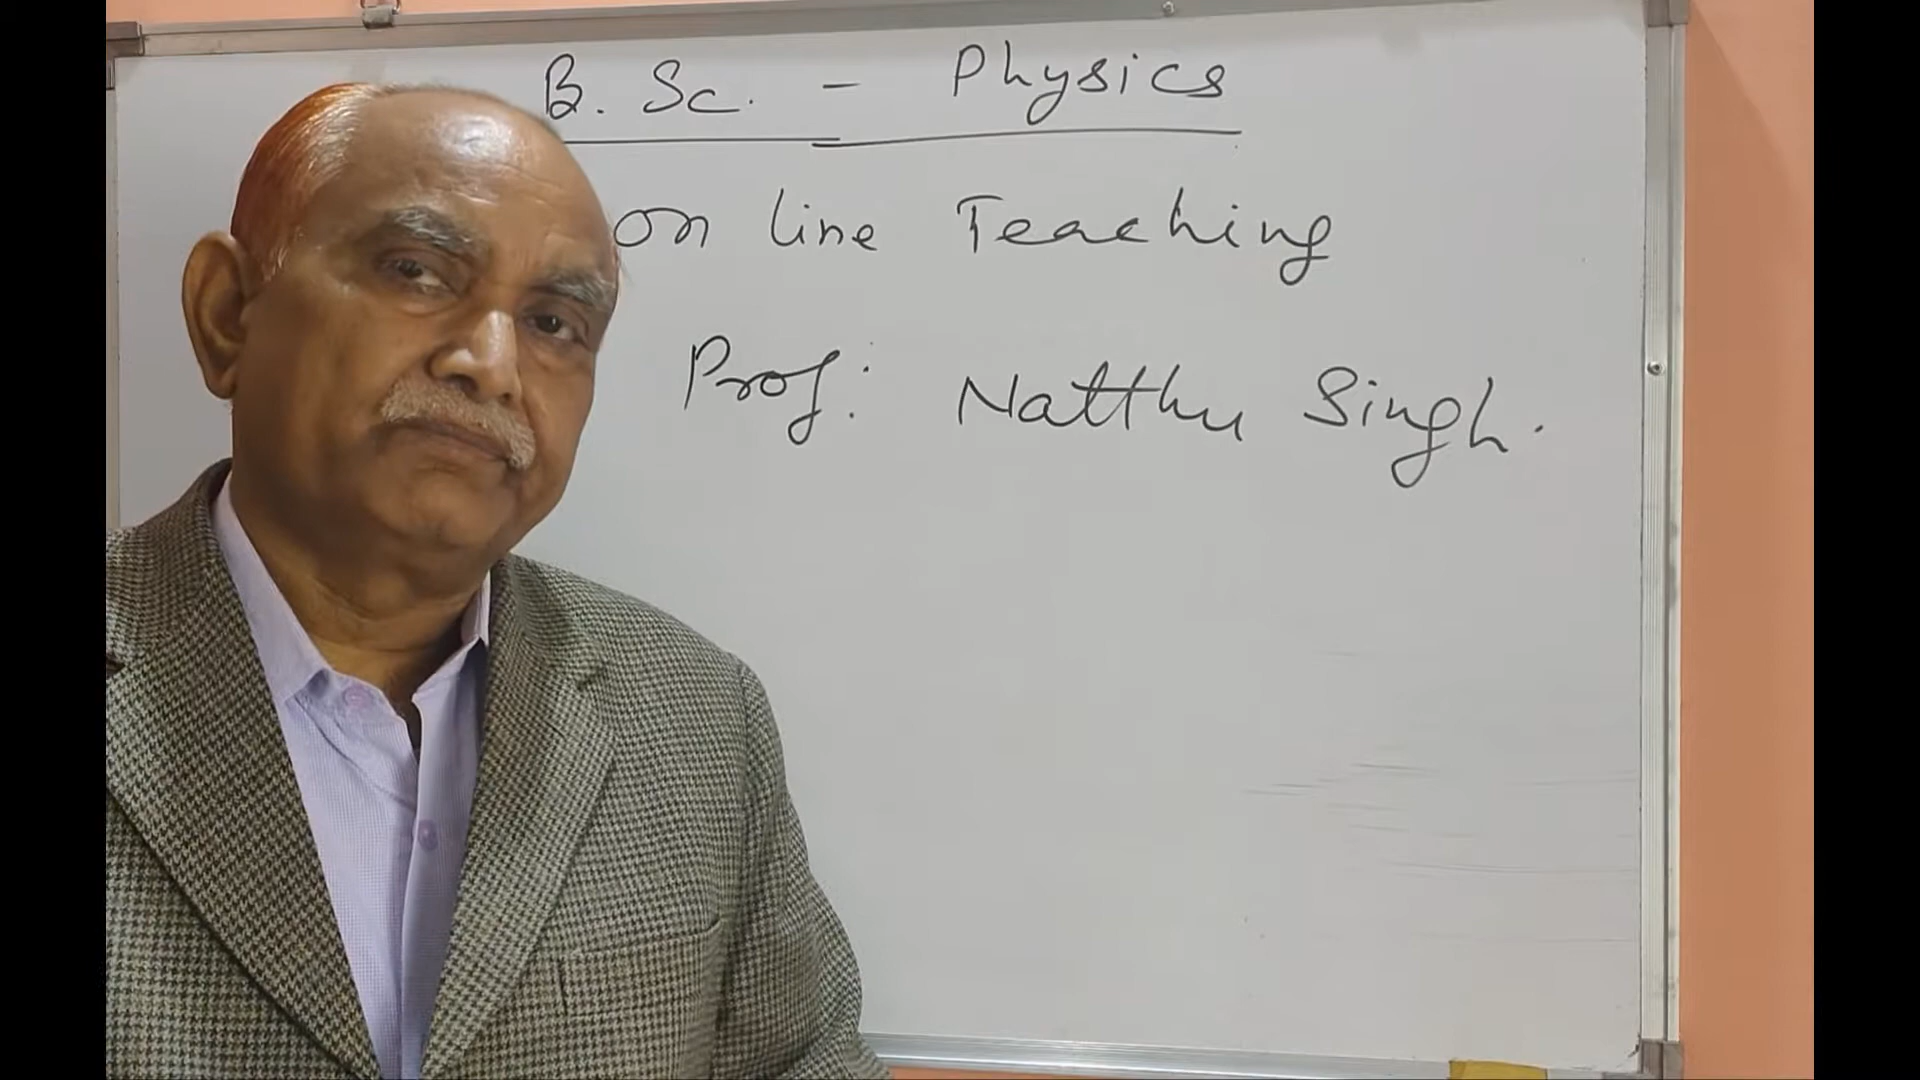 B. Sc. - Physics
on line Teaching
Prof: Natthu Singh.